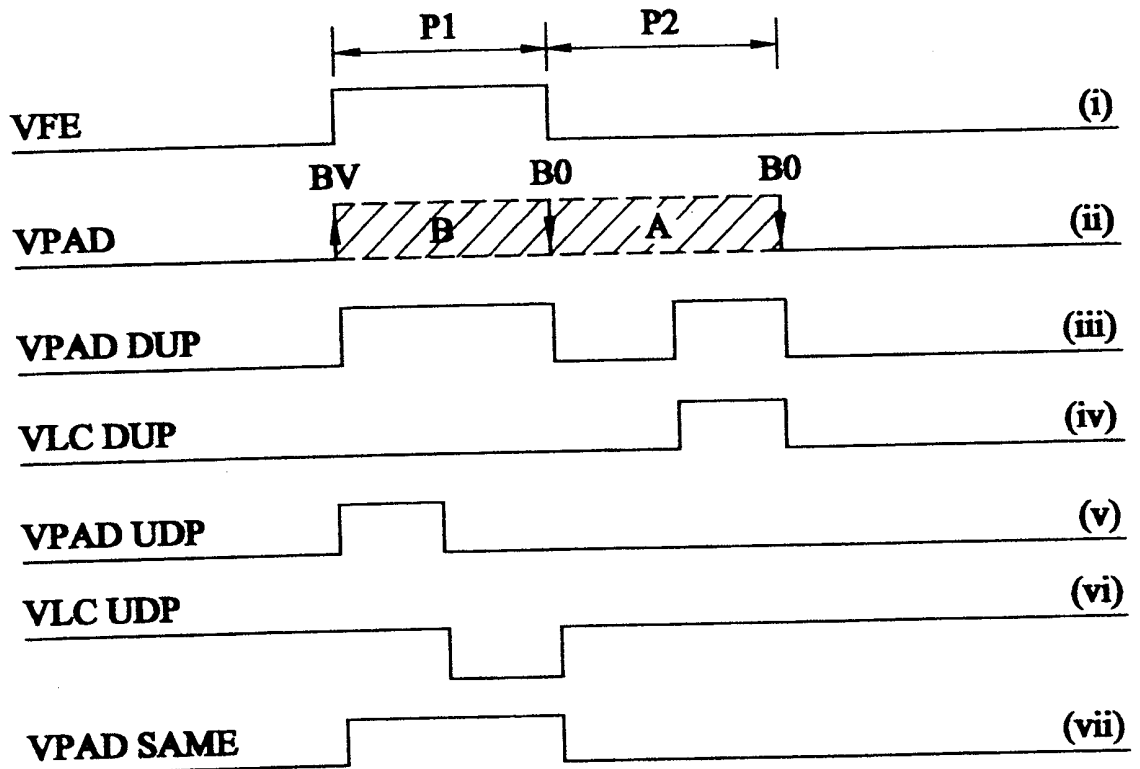 P1 P2
VFE (i)
BV B0 B0
VPAD B A (ii)
VPAD DUP (iii)
VLC DUP (iv)
VPAD UDP (v)
VLC UDP (vi)
VPAD SAME (vii)